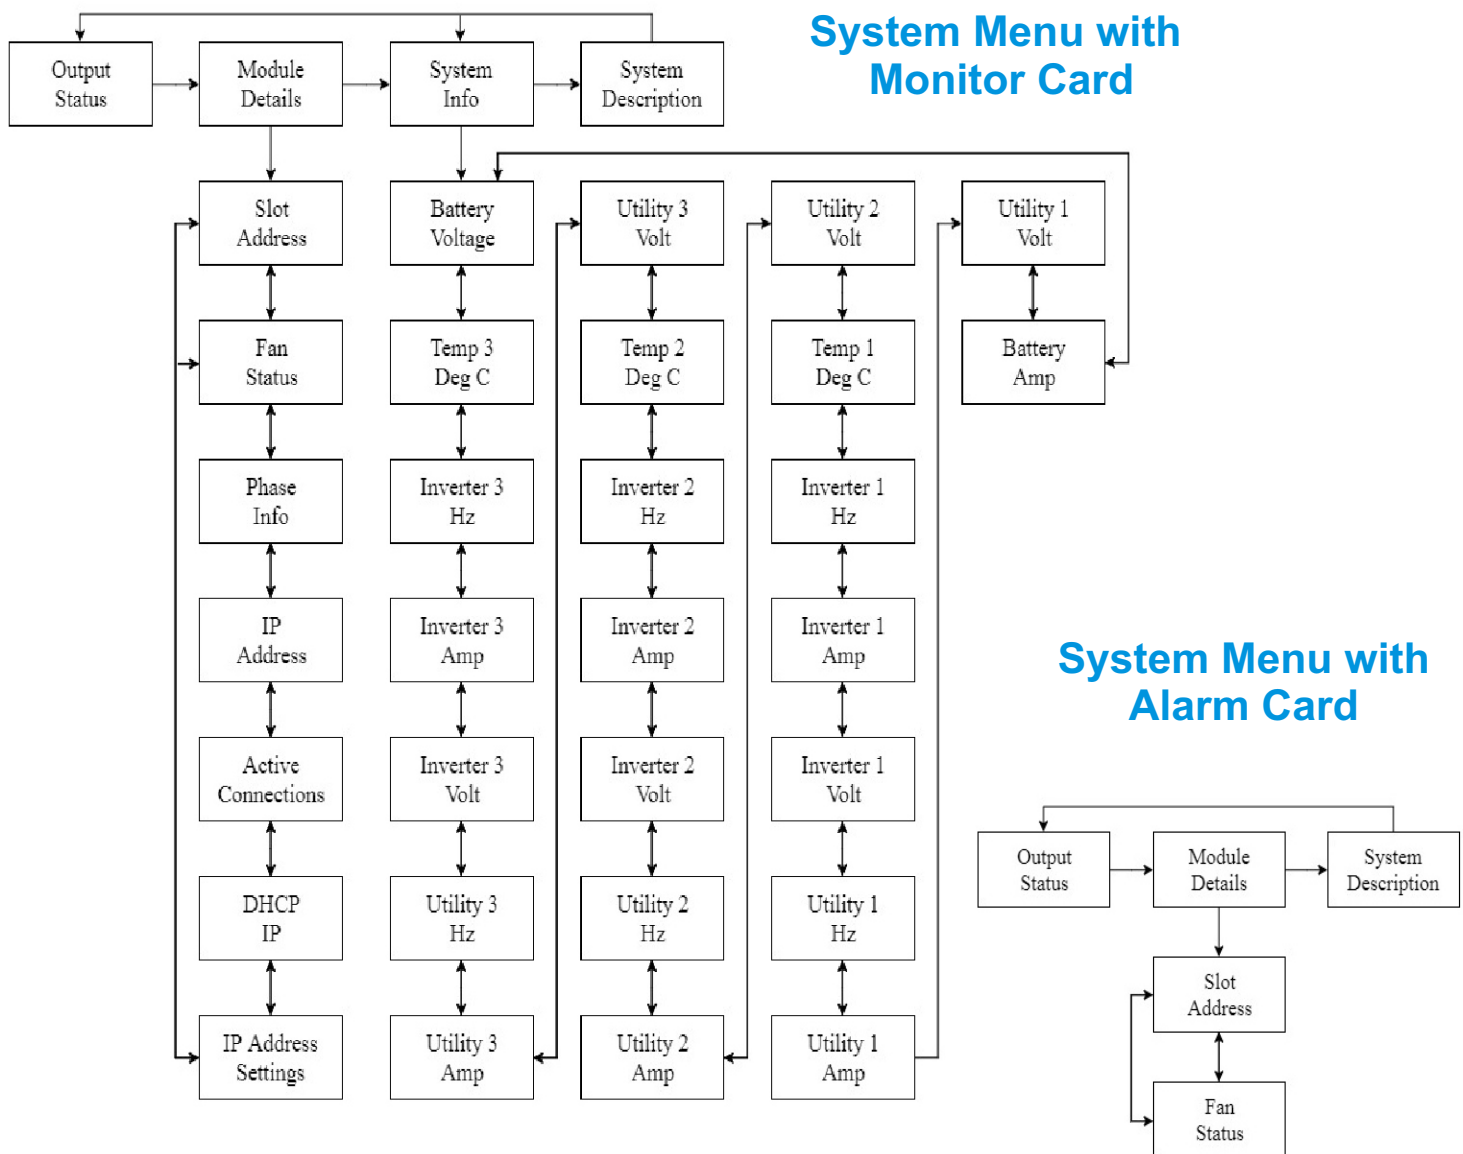 System Menu with
Monitor Card
Output
Status
Module
Details
System
Info
System
Description
Slot
Address
Battery
Voltage
Utility 3
Volt
Utility 2
Volt
Utility 1
Volt
Fan
Status
Temp 3
Deg C
Temp 2
Deg C
Temp 1
Deg C
Battery
Amp
Phase
Info
Inverter 3
Hz
Inverter 2
Hz
Inverter 1
Hz
IP
Address
Inverter 3
Amp
Inverter 2
Amp
Inverter 1
Amp
Active
Connections
Inverter 3
Volt
Inverter 2
Volt
Inverter 1
Volt
DHCP
IP
Utility 3
Hz
Utility 2
Hz
Utility 1
Hz
IP Address
Settings
Utility 3
Amp
Utility 2
Amp
Utility 1
Amp
System Menu with
Alarm Card
Output
Status
Module
Details
System
Description
Slot
Address
Fan
Status